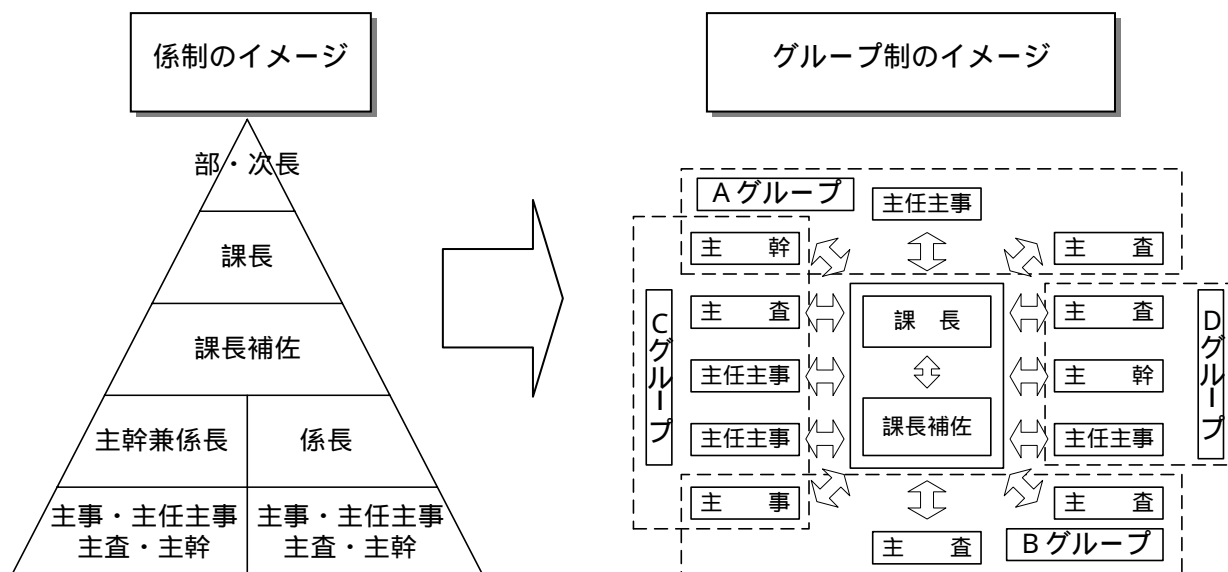 係制のイメージ
グループ制のイメージ
部・次長
課長
課長補佐
主幹兼係長
係長
主事・主任主事
主査・主幹
主事・主任主事
主査・主幹
Aグループ
主任主事
主　幹
主　査
Cグループ
主　査
主任主事
主任主事
主　事
課　長
課長補佐
主　査
主　幹
主任主事
Dグループ
主　査
主　査
Bグループ